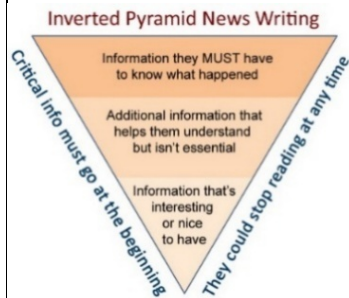 Inverted Pyramid News Writing
Critical info must go at the beginning
Information they MUST have
to know what happened
Additional information that
helps them understand
but isn't essential
Information that's
interesting
or nice
to have
They could stop reading at any time